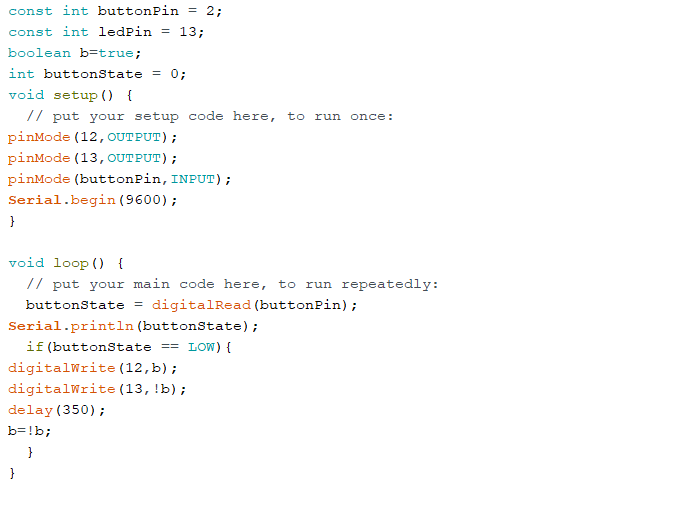 const int buttonPin = 2;
const int ledPin = 13;
boolean b=true;
int buttonState = 0;
void setup() {
  // put your setup code here, to run once:
pinMode(12,OUTPUT);
pinMode(13,OUTPUT);
pinMode(buttonPin,INPUT);
Serial.begin(9600);
}

void loop() {
  // put your main code here, to run repeatedly:
  buttonState = digitalRead(buttonPin);
Serial.println(buttonState);
  if(buttonState == LOW){
digitalWrite(12,b);
digitalWrite(13,!b);
delay(350);
b=!b;
  }
}